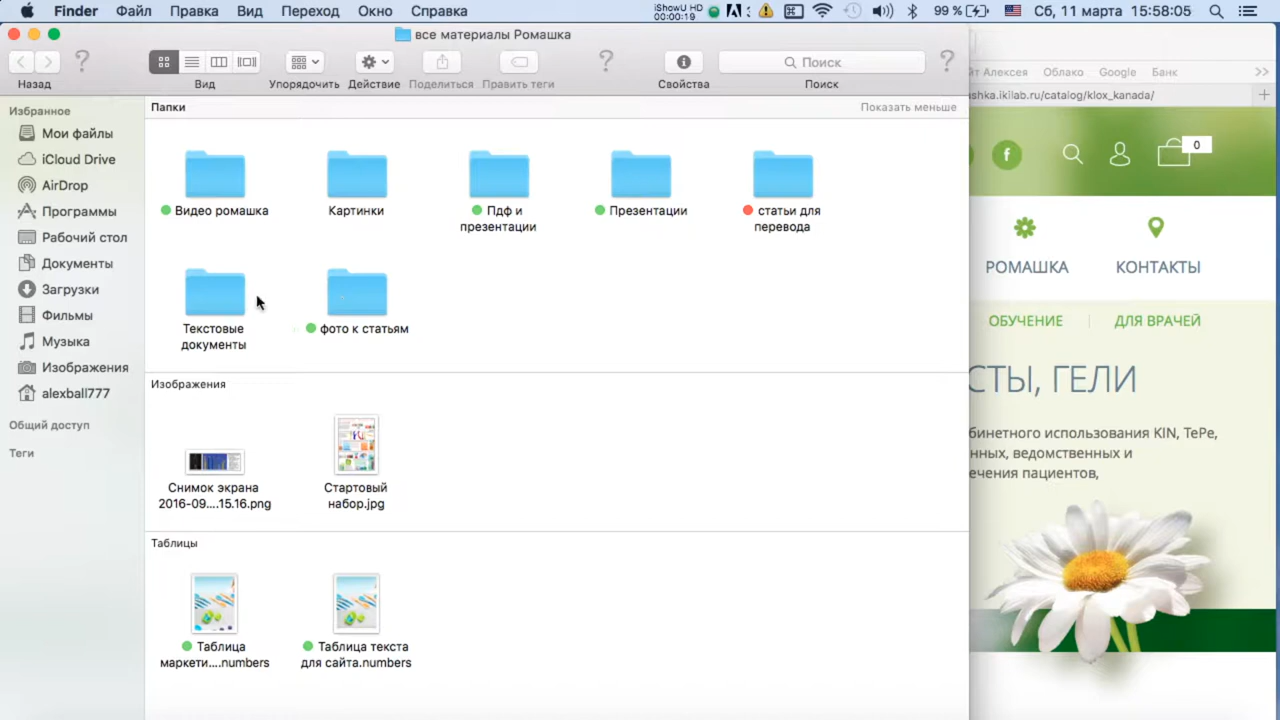 Finder Файл Правка Вид Переход Окно Справка
iShowU HD
00:00:19
99 %
Сб, 11 марта 15:58:05
все материалы Ромашка
Поиск
Назад Вид Упорядочить Действие Поделиться Править теги Свойства Поиск
Избранное
Мои файлы
iCloud Drive
AirDrop
Программы
Рабочий стол
Документы
Загрузки
Фильмы
Музыка
Изображения
alexball777
Общий доступ
Теги
Папки
Показать меньше
Видео ромашка
Картинки
Пдф и
презентации
Презентации
статьи для
перевода
Текстовые
документы
фото к статьям
Изображения
Снимок экрана
2016-09....15.16.png
Стартовый
набор.jpg
Таблицы
Таблица
маркети....numbers
Таблица текста
для сайта.numbers
йт Алексея Облако Google Банк
ashka.ikilab.ru/catalog/klox_kanada/
f
0
РОМАШКА КОНТАКТЫ
ОБУЧЕНИЕ ДЛЯ ВРАЧЕЙ
СТЫ, ГЕЛИ
бинетного использования KIN, TePe,
нных, ведомственных и
ечения пациентов,